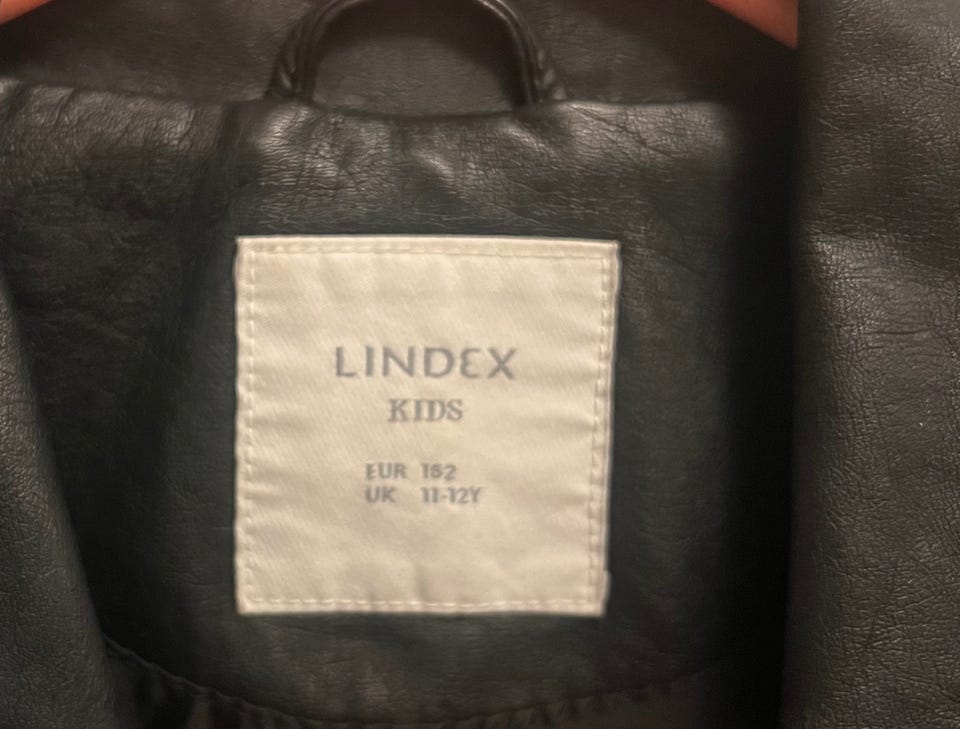 LINDEX
KIDS
EUR 152
UK 11-12Y